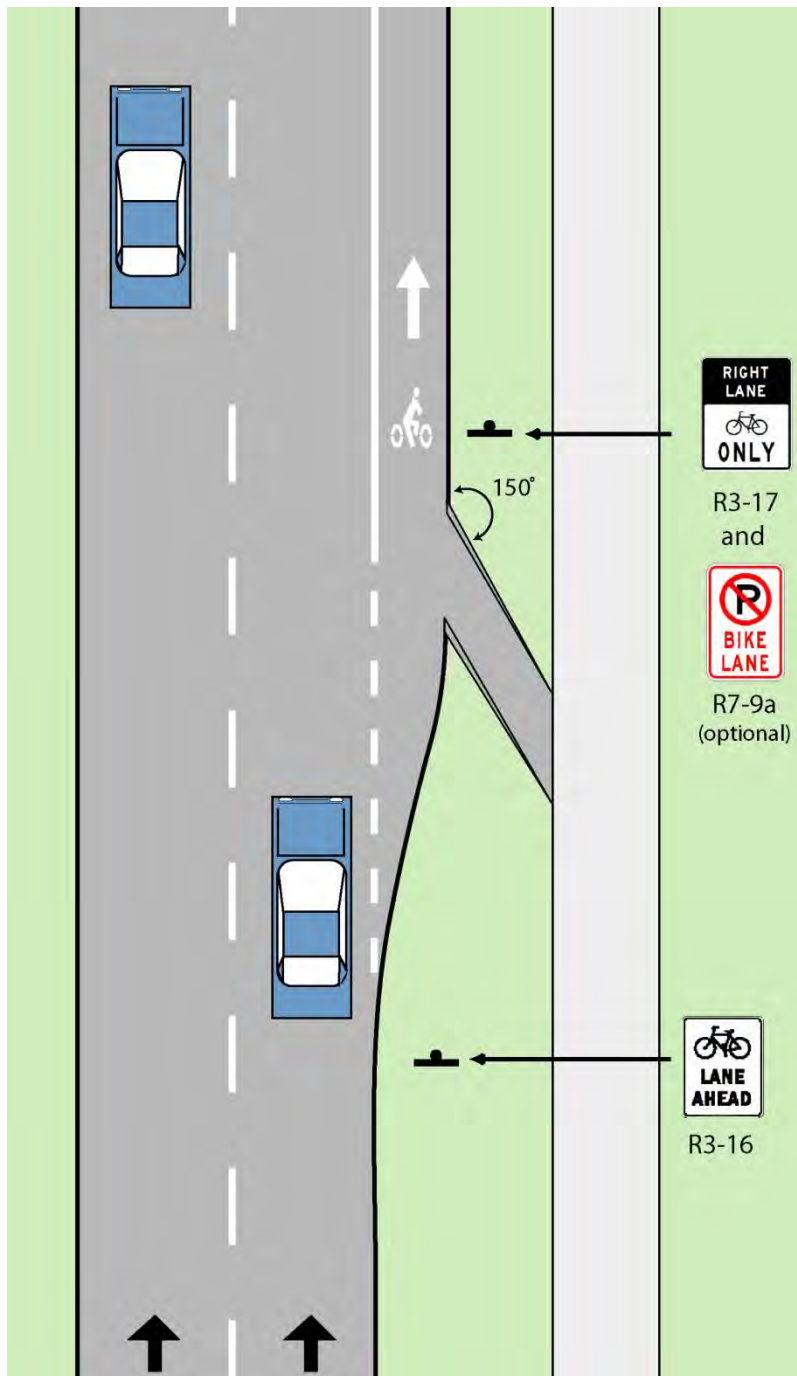 RIGHT
LANE
ONLY
150°
R3-17
and
P
BIKE
LANE
R7-9a
(optional)
LANE
AHEAD
R3-16